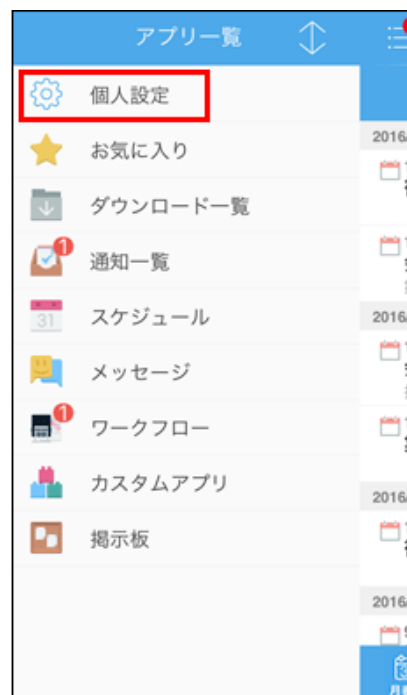 アプリ一覧
個人設定
お気に入り
ダウンロード一覧
1
通知一覧
31
スケジュール
メッセージ
1
ワークフロー
カスタムアプリ
掲示板
2016/
2016/
2016/
2016/